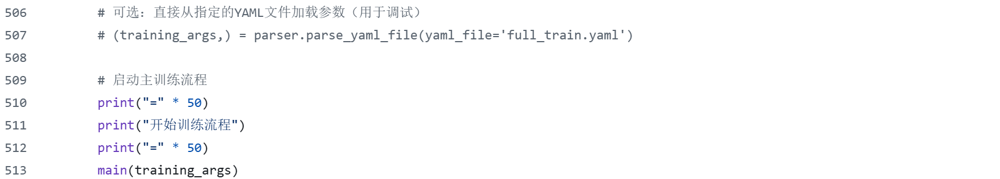 506 # 可选：直接从指定的YAML文件加载参数（用于调试）
507 # (training_args,) = parser.parse_yaml_file(yaml_file='full_train.yaml')
508
509 # 启动主训练流程
510 print("=" * 50)
511 print("开始训练流程")
512 print("=" * 50)
513 main(training_args)